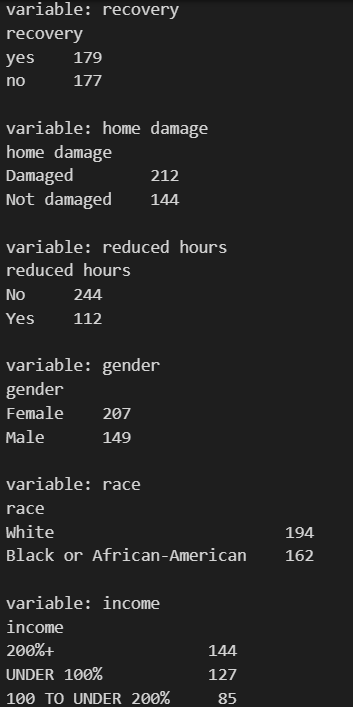 variable: recovery
recovery
yes    179
no     177
variable: home damage
home damage
Damaged        212
Not damaged    144
variable: reduced hours
reduced hours
No     244
Yes    112
variable: gender
gender
Female    207
Male      149
variable: race
race
White                        194
Black or African-American    162
variable: income
income
200%+                144
UNDER 100%           127
100 TO UNDER 200%     85